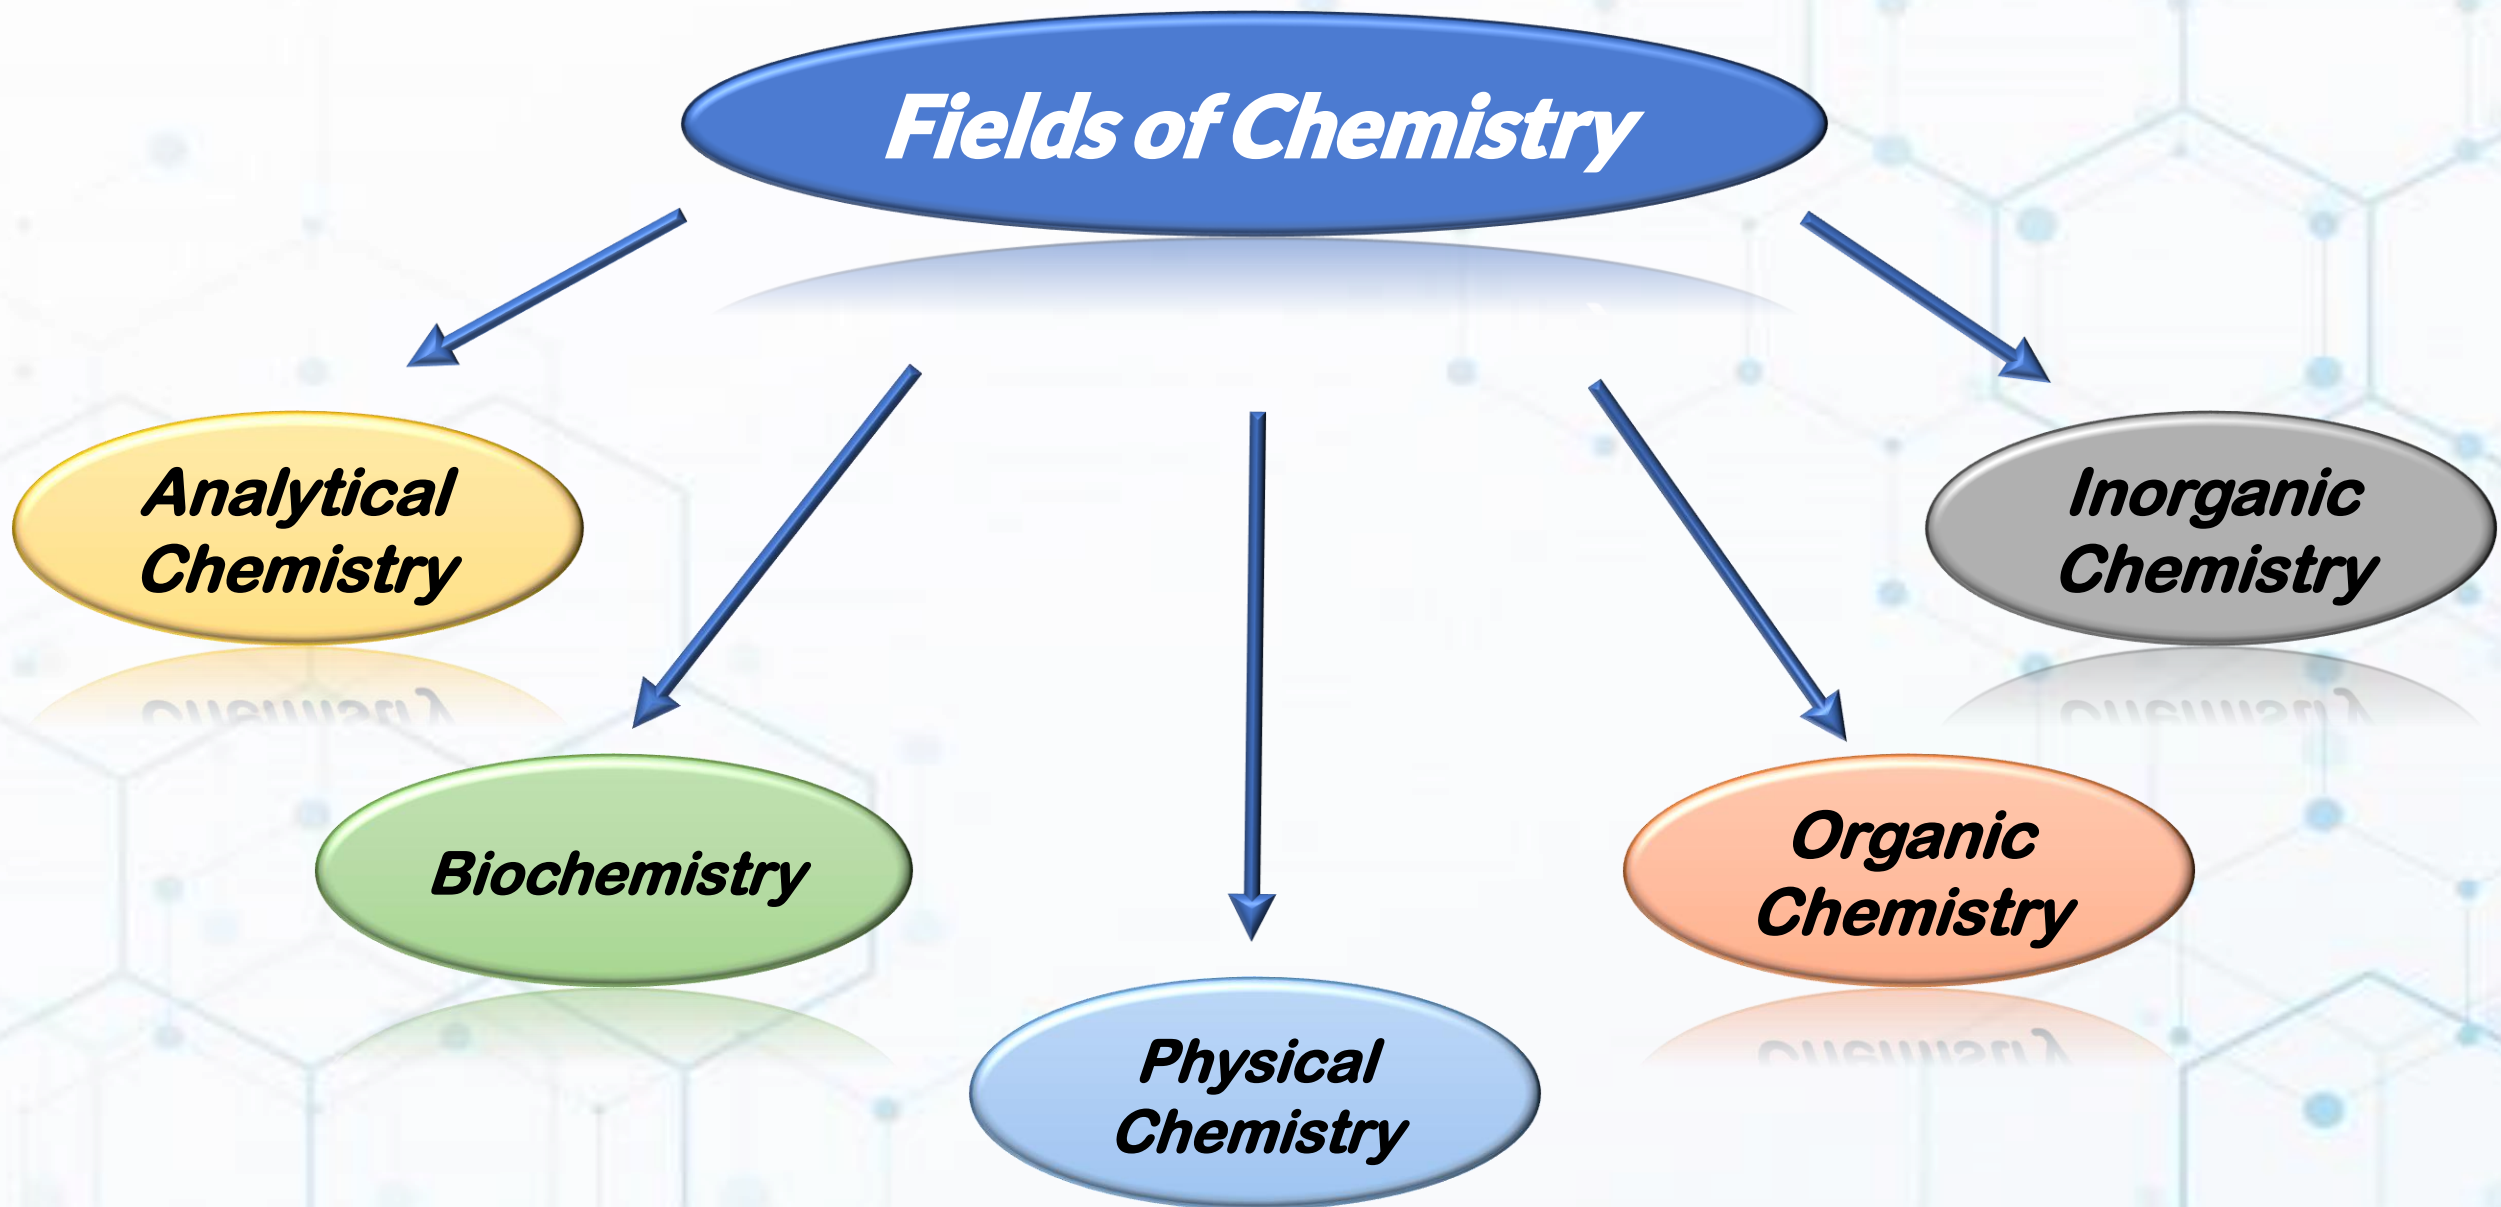 Fields of Chemistry
Analytical
Chemistry
Biochemistry
Physical
Chemistry
Organic
Chemistry
Inorganic
Chemistry